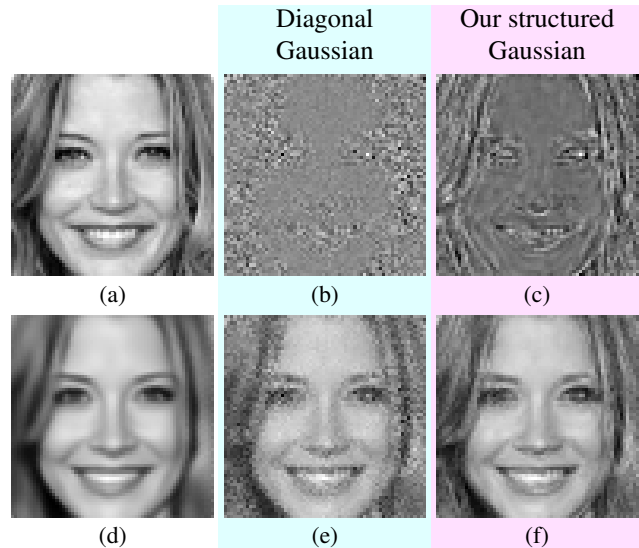 Diagonal
Gaussian
Our structured
Gaussian
(a)
(b)
(c)
(d)
(e)
(f)